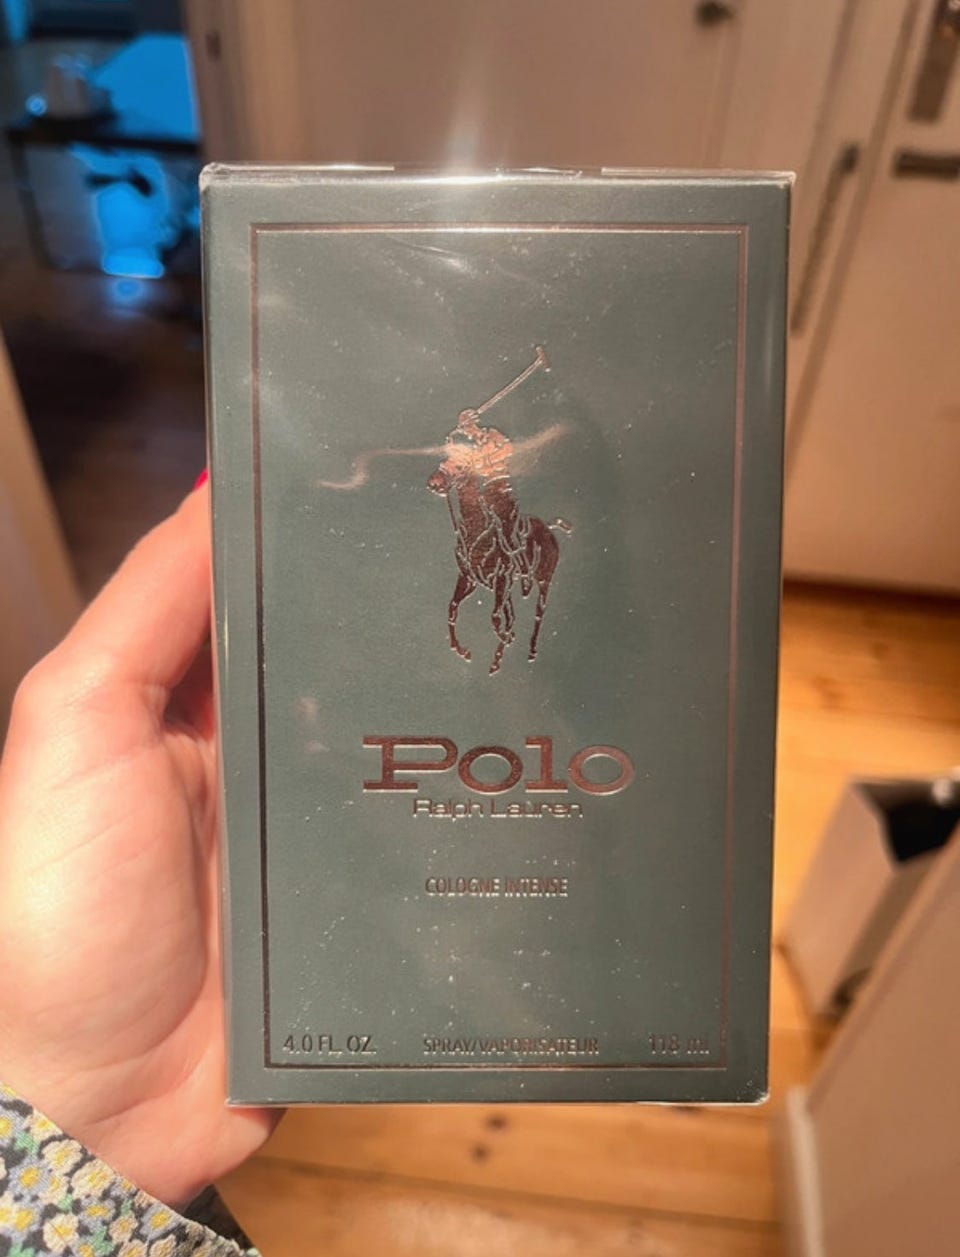 Polo
Ralph Lauren
COLOGNE INTENSE
4.0 FL. OZ. SPRAY/VAPORISATEUR 118 ml